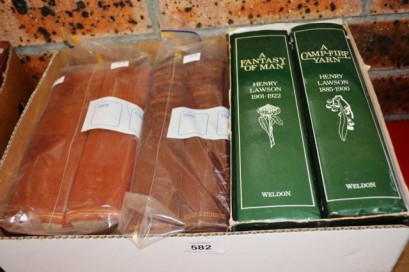 A
FANTASY
OF MAN
HENRY
LAWSON
1901-1922
WELDON
A
CAMP-FIRE
YARN
HENRY
LAWSON
1885-1900
WELDON
582